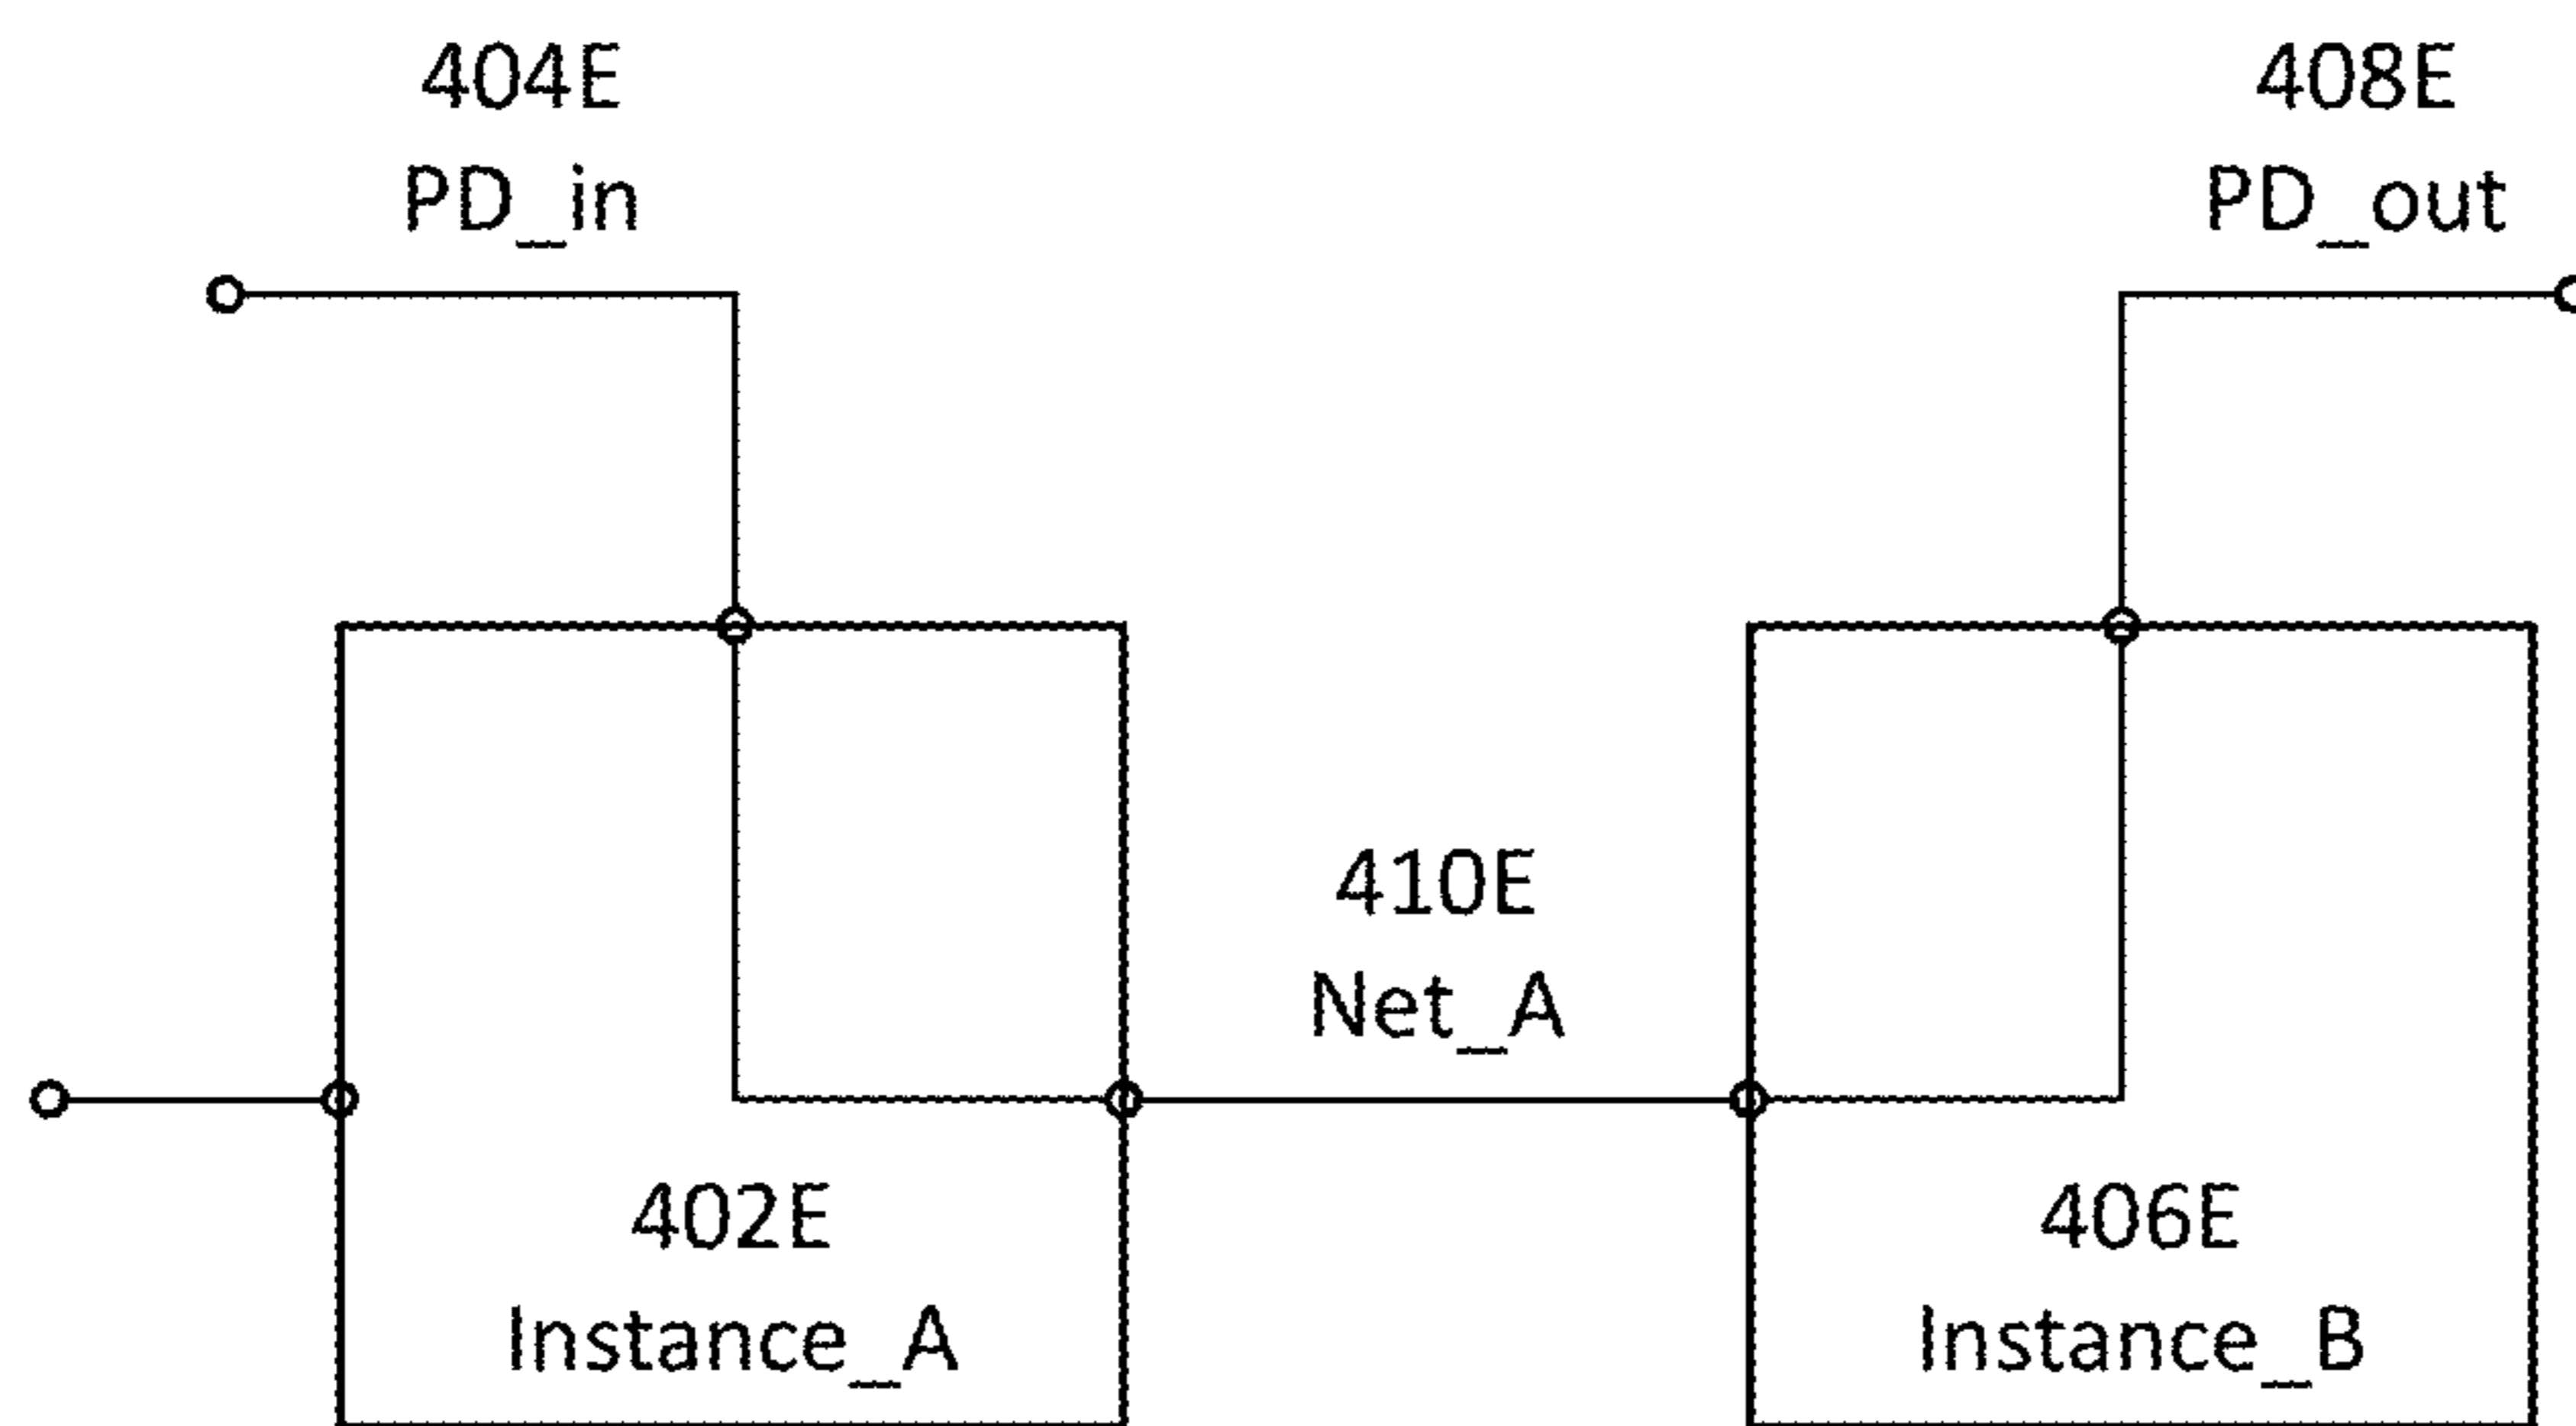 404E
PD_in
408E
PD_out
410E
Net_A
402E
Instance_A
406E
Instance_B